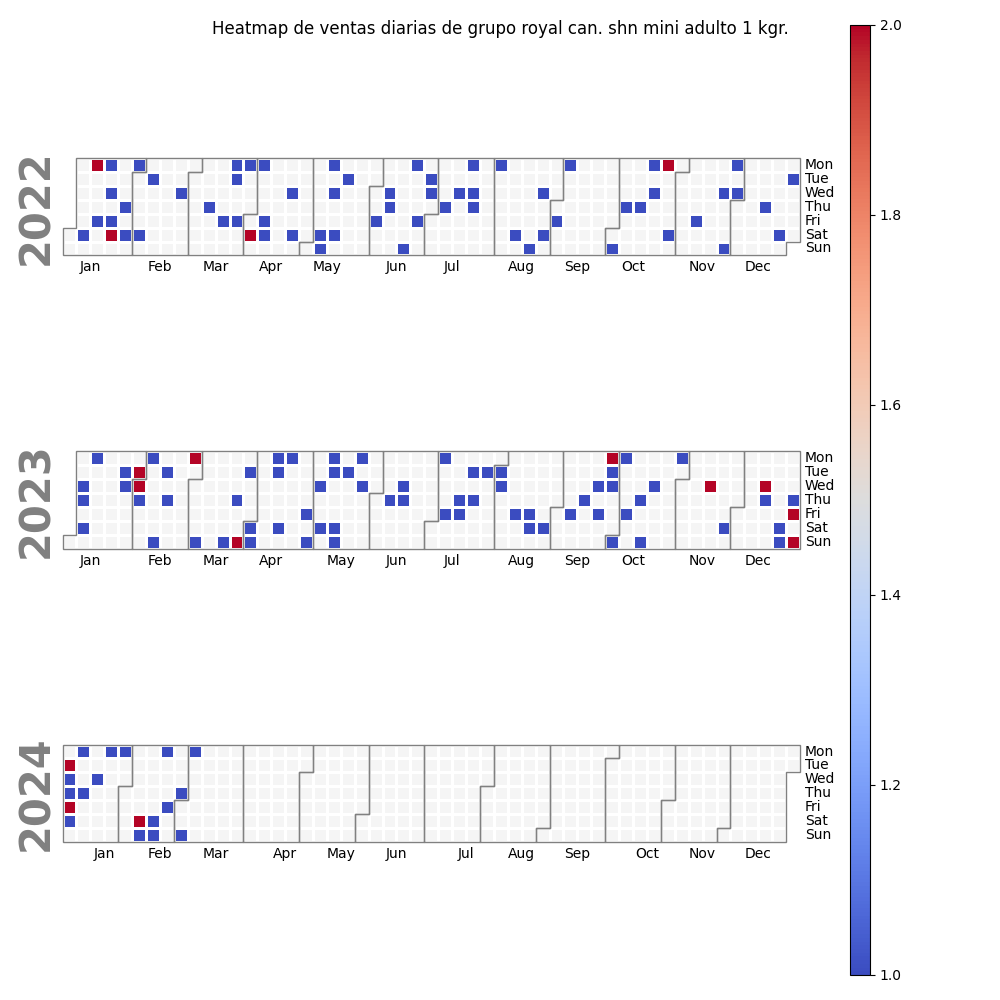 Heatmap de ventas diarias de grupo royal can. shn mini adulto 1 kgr.
2022
Mon
Tue
Wed
Thu
Fri
Sat
Sun
Jan Feb Mar Apr May Jun Jul Aug Sep Oct Nov Dec
2023
Mon
Tue
Wed
Thu
Fri
Sat
Sun
Jan Feb Mar Apr May Jun Jul Aug Sep Oct Nov Dec
2024
Mon
Tue
Wed
Thu
Fri
Sat
Sun
Jan Feb Mar Apr May Jun Jul Aug Sep Oct Nov Dec
2.0
1.8
1.6
1.4
1.2
1.0